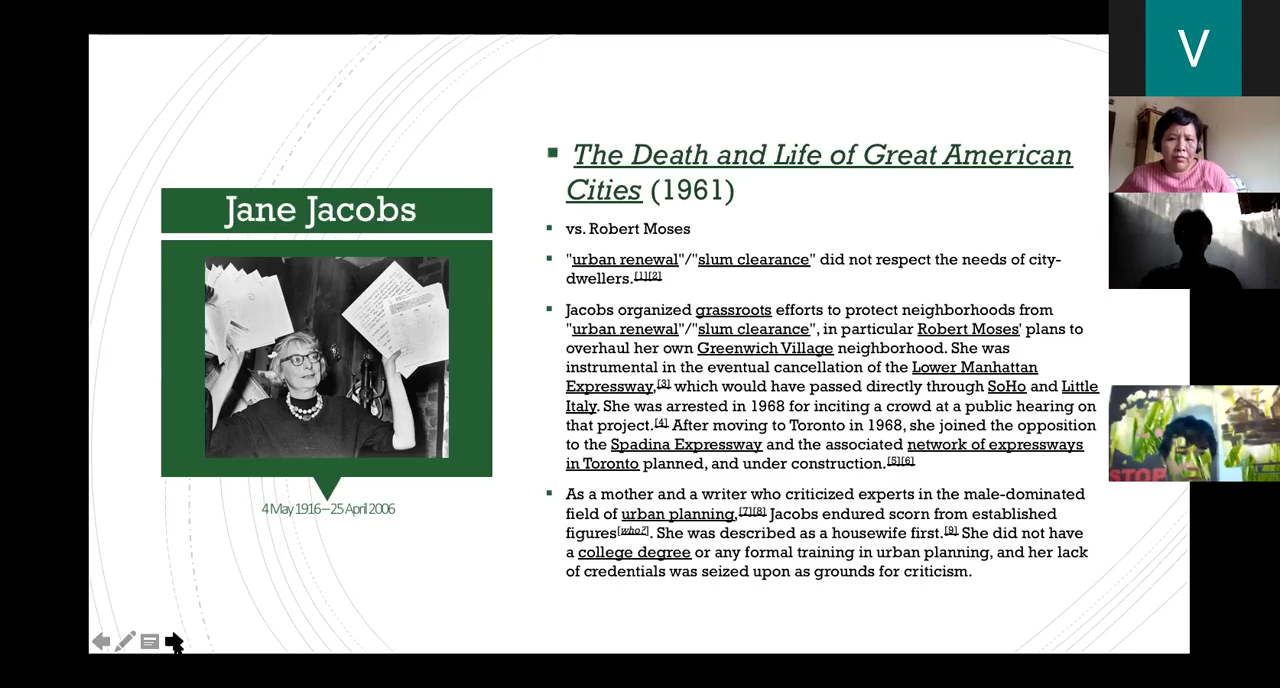 V
Jane Jacobs
4 May 1916 – 25 April 2006
▪ The Death and Life of Great American
Cities (1961)
▪ vs. Robert Moses
▪ "urban renewal"/"slum clearance" did not respect the needs of city-
dwellers.[1][2]
▪ Jacobs organized grassroots efforts to protect neighborhoods from
"urban renewal"/"slum clearance", in particular Robert Moses' plans to
overhaul her own Greenwich Village neighborhood. She was
instrumental in the eventual cancellation of the Lower Manhattan
Expressway,[3] which would have passed directly through SoHo and Little
Italy. She was arrested in 1968 for inciting a crowd at a public hearing on
that project.[4] After moving to Toronto in 1968, she joined the opposition
to the Spadina Expressway and the associated network of expressways
in Toronto planned, and under construction.[5][6]
▪ As a mother and a writer who criticized experts in the male-dominated
field of urban planning,[7][8] Jacobs endured scorn from established
figures[who?]. She was described as a housewife first.[9] She did not have
a college degree or any formal training in urban planning, and her lack
of credentials was seized upon as grounds for criticism.
STOP